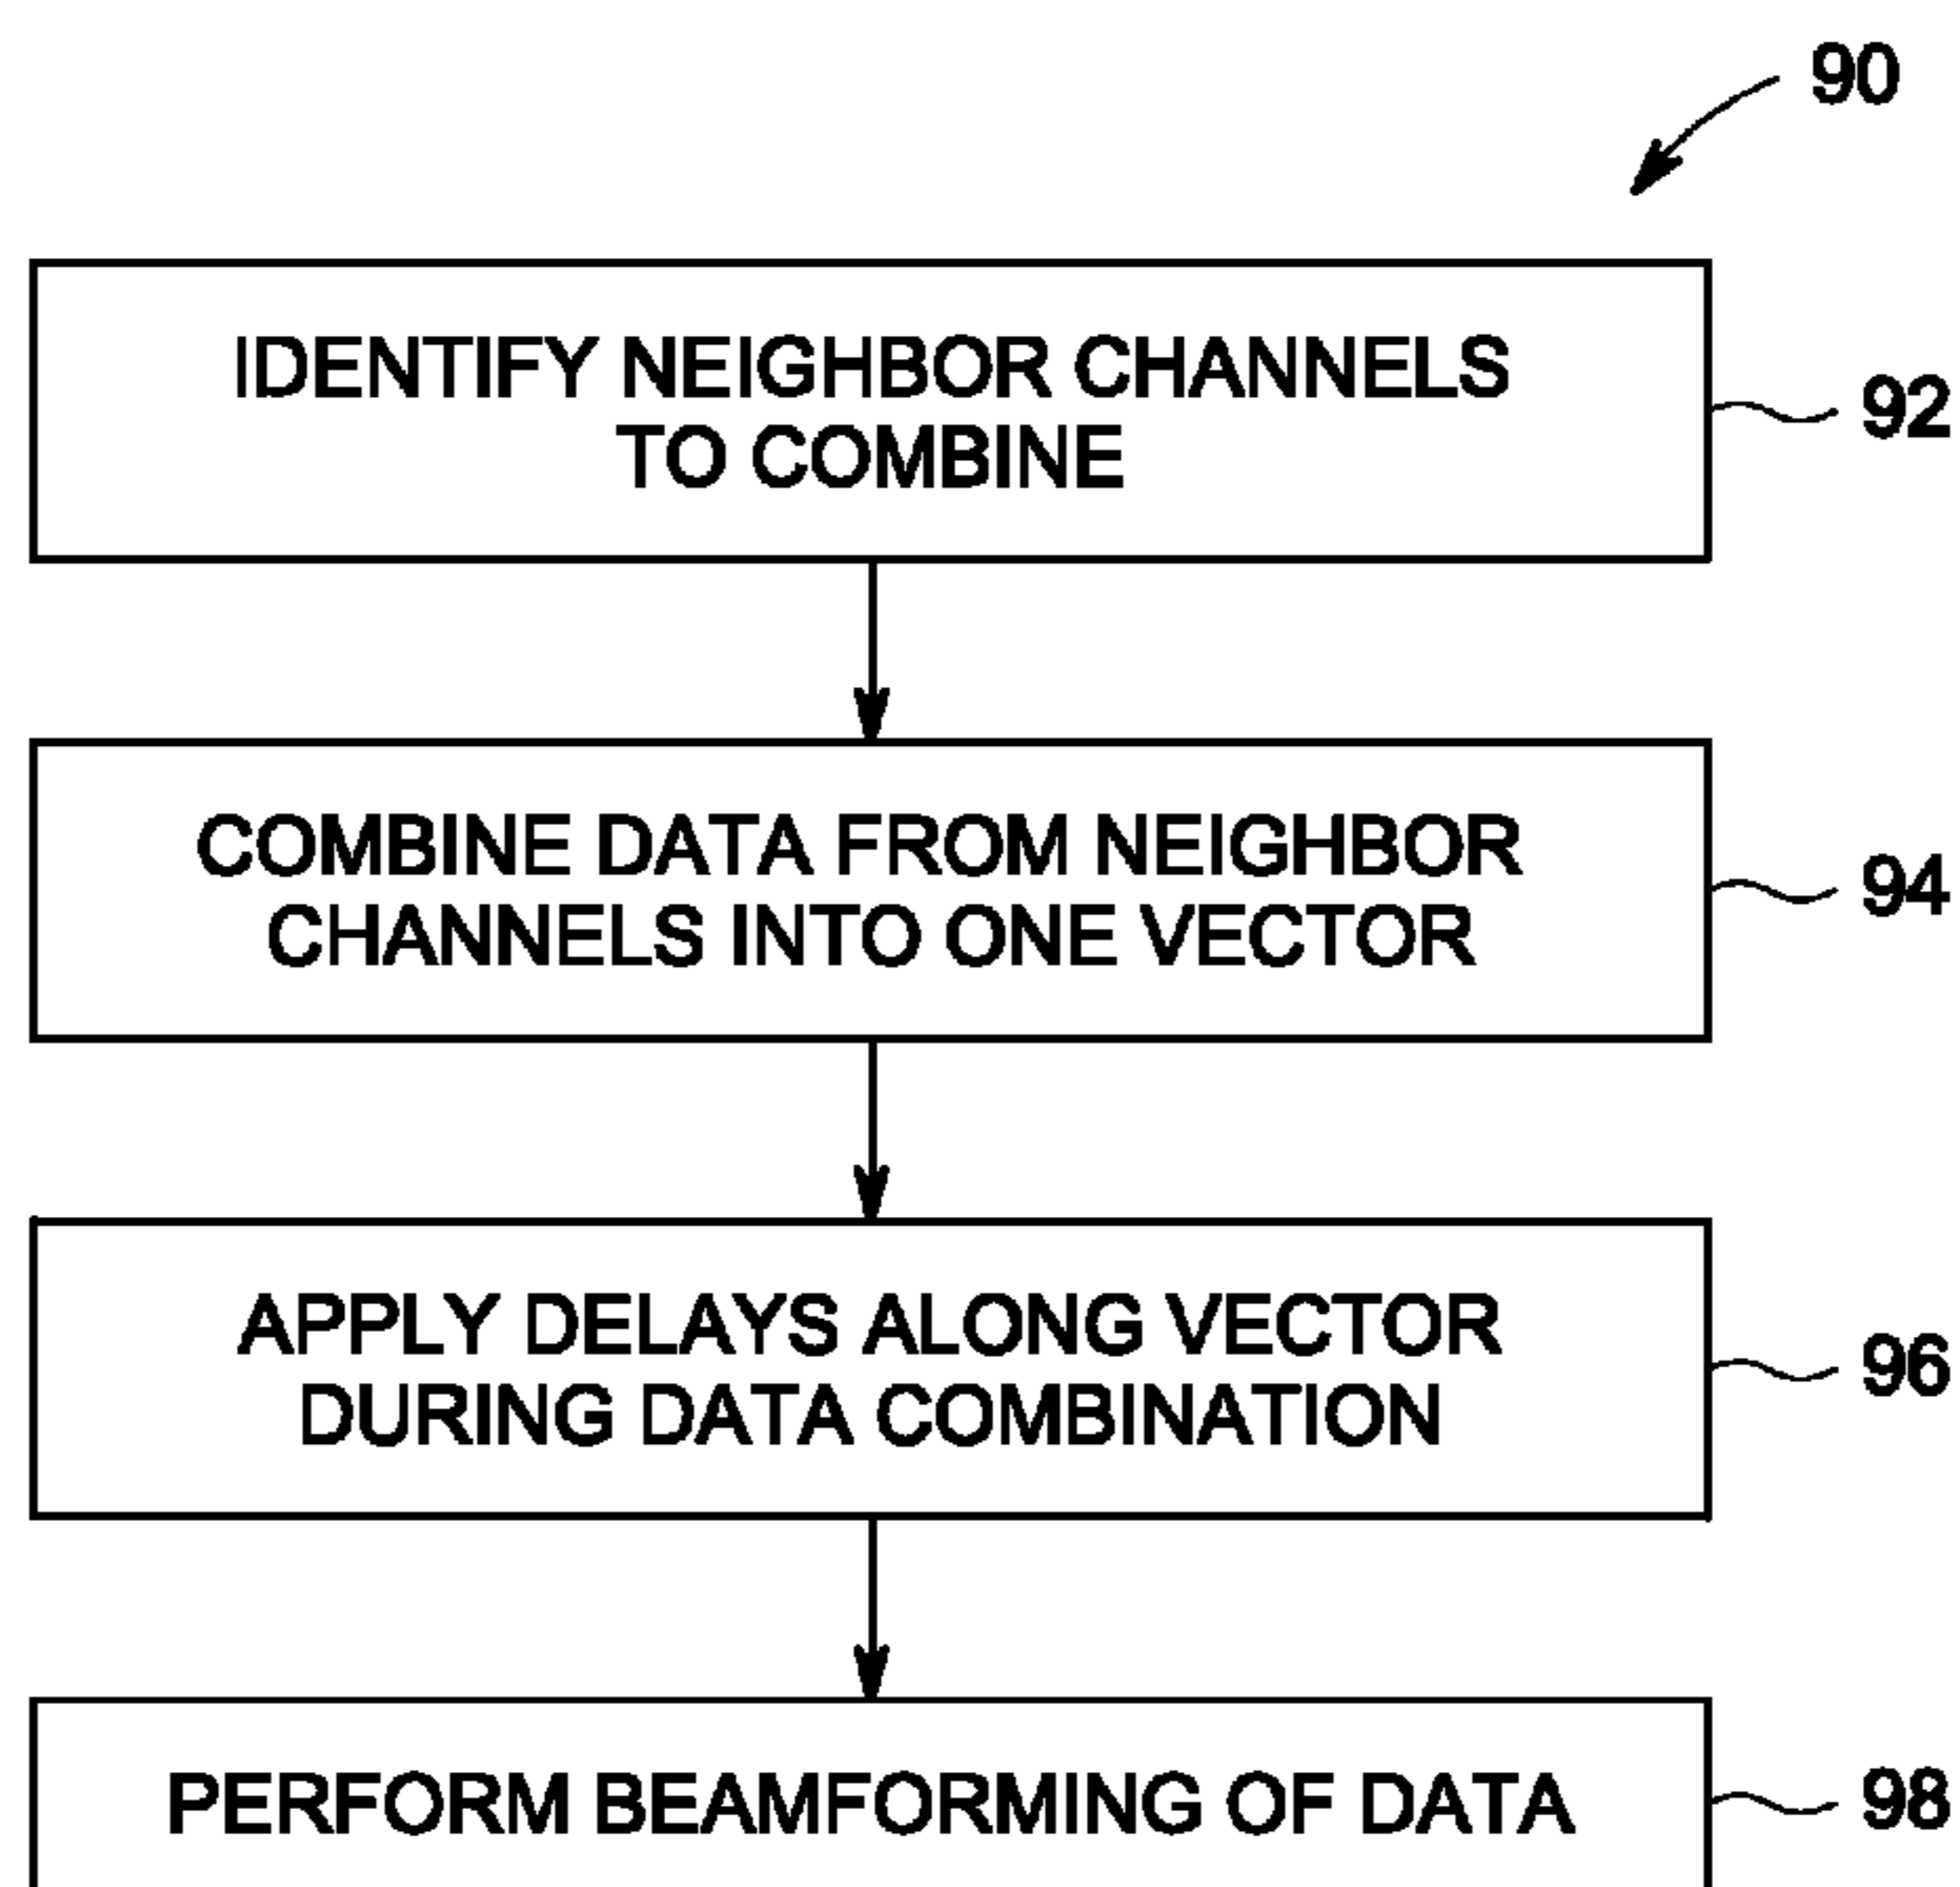 90
IDENTIFY NEIGHBOR CHANNELS
TO COMBINE
92
COMBINE DATA FROM NEIGHBOR
CHANNELS INTO ONE VECTOR
94
APPLY DELAYS ALONG VECTOR
DURING DATA COMBINATION
96
PERFORM BEAMFORMING OF DATA
98